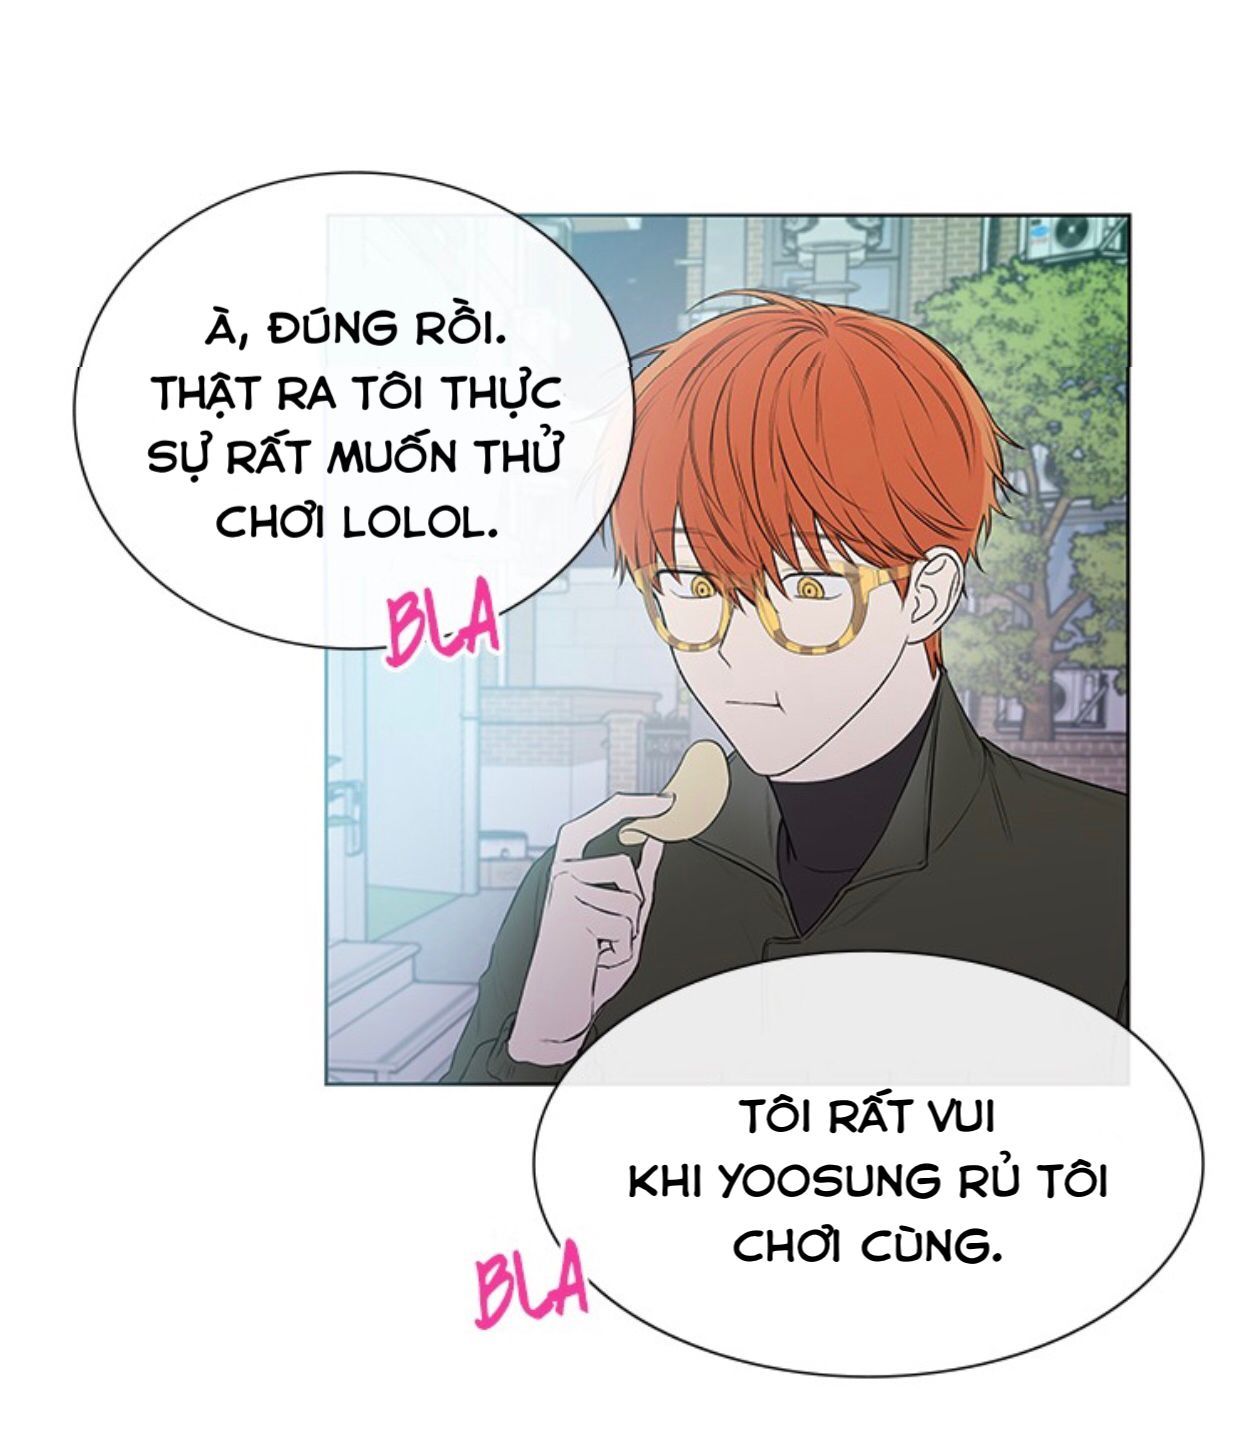 À, ĐÚNG RỒI.
THẬT RA TÔI THỰC
SỰ RẤT MUỐN THỬ
CHƠI LOLOL.
BLA
TÔI RẤT VUI
KHI YOOSUNG RỦ TÔI
CHƠI CÙNG.
BLA